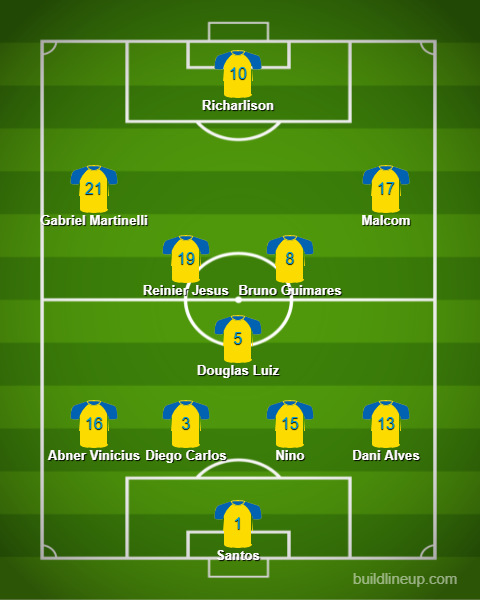 10
Richarlison
21
17
Gabriel Martinelli
Malcom
19
8
Reinier Jesus
Bruno Guimares
5
Douglas Luiz
16
3
15
13
Abner Vinicius
Diego Carlos
Nino
Dani Alves
1
Santos
buildlineup.com